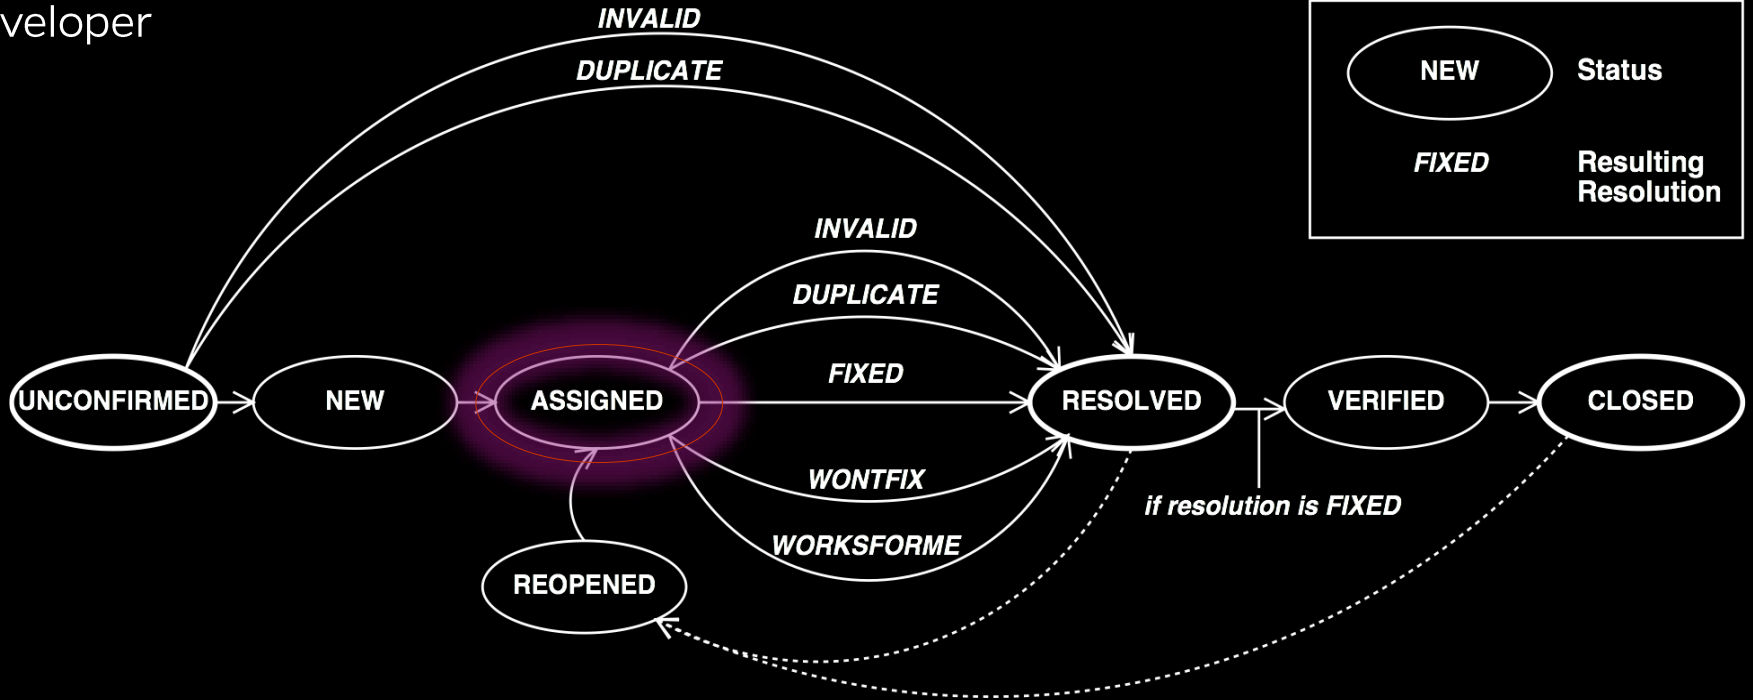 veloper
INVALID
DUPLICATE
NEW
Status
FIXED
Resulting
Resolution
INVALID
DUPLICATE
FIXED
UNCONFIRMED
NEW
ASSIGNED
RESOLVED
VERIFIED
CLOSED
WONTFIX
if resolution is FIXED
WORKSFORME
REOPENED